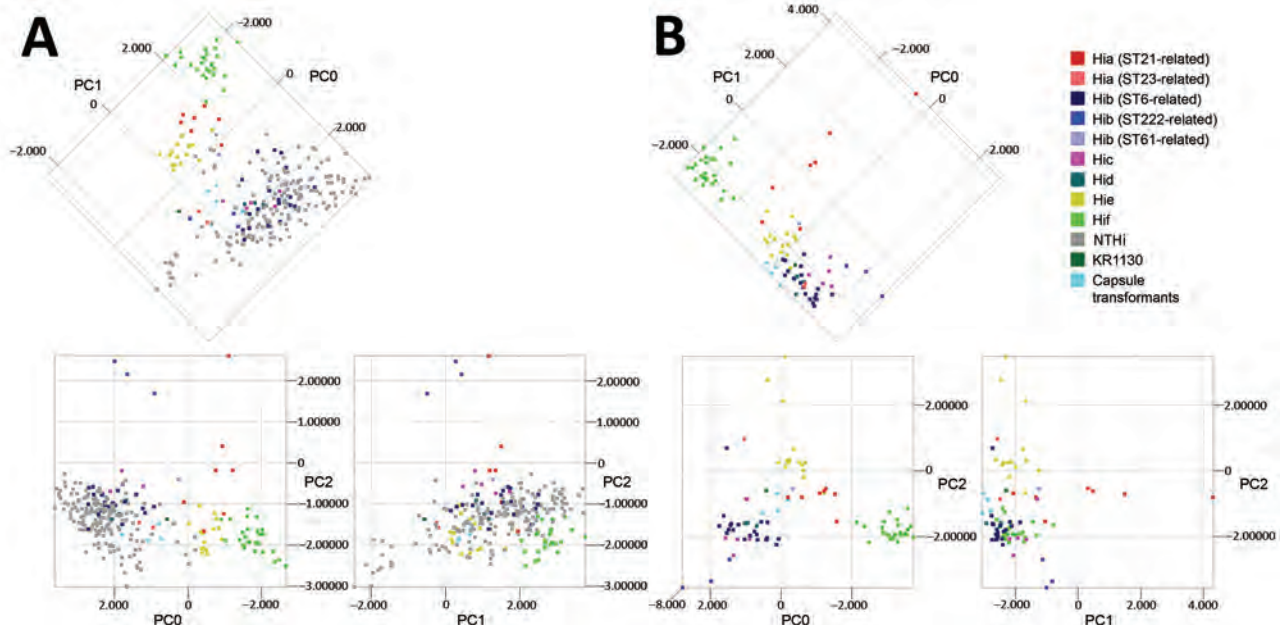 A
−2.000
2.000
PC1
0
PC0
0
2.000
−2.000
B
4.000
2.000
−2.000
PC1
PC0
0
0
−2.000
2.000
Hia (ST21-related)
Hia (ST23-related)
Hib (ST6-related)
Hib (ST222-related)
Hib (ST61-related)
Hic
Hid
Hie
Hif
NTHi
KR1130
Capsule
transformants
2.00000
1.00000
0
PC2
−1.00000
−2.00000
−3.00000
2.000
0
−2.000
PC0
2.00000
1.00000
0
PC2
−1.00000
−2.00000
−3.00000
−2.000
0
2.000
PC1
2.00000
0
PC2
−2.00000
−8.000
2.000
0
−2.000
PC0
2.00000
0
PC2
−2.00000
−2.000
0
2.000
4.000
PC1